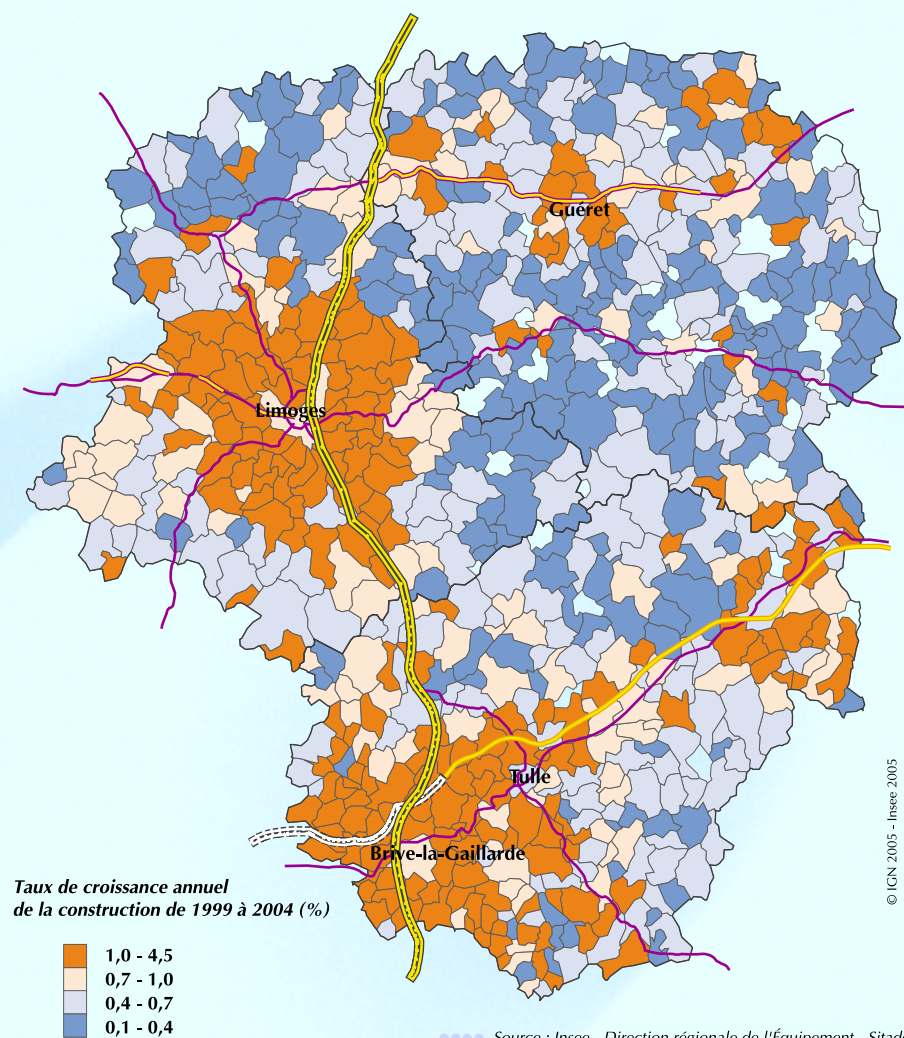 Guéret
Limoges
Tulle
Brive-la-Gaillarde
© IGN 2005 - Insee 2005
Taux de croissance annuel
de la construction de 1999 à 2004 (%)
1,0 - 4,5
0,7 - 1,0
0,4 - 0,7
0,1 - 0,4
Source : Insee - Direction régionale de l'Équipement - Sitad